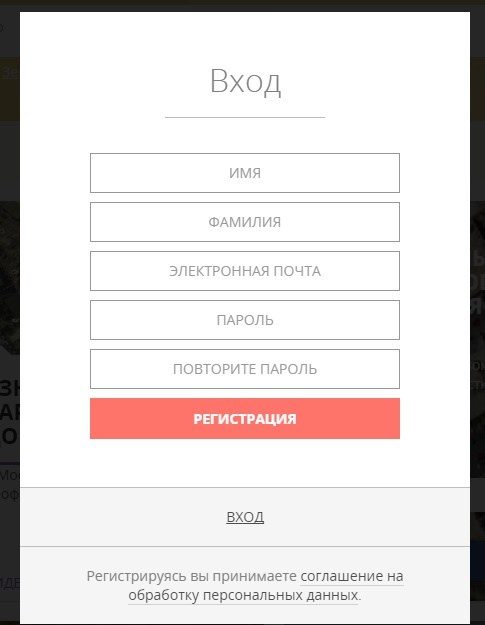 Вход
ИМЯ
ФАМИЛИЯ
ЭЛЕКТРОННАЯ ПОЧТА
ПАРОЛЬ
ПОВТОРИТЕ ПАРОЛЬ
РЕГИСТРАЦИЯ
ВХОД
Регистрируясь вы принимаете соглашение на
обработку персональных данных.